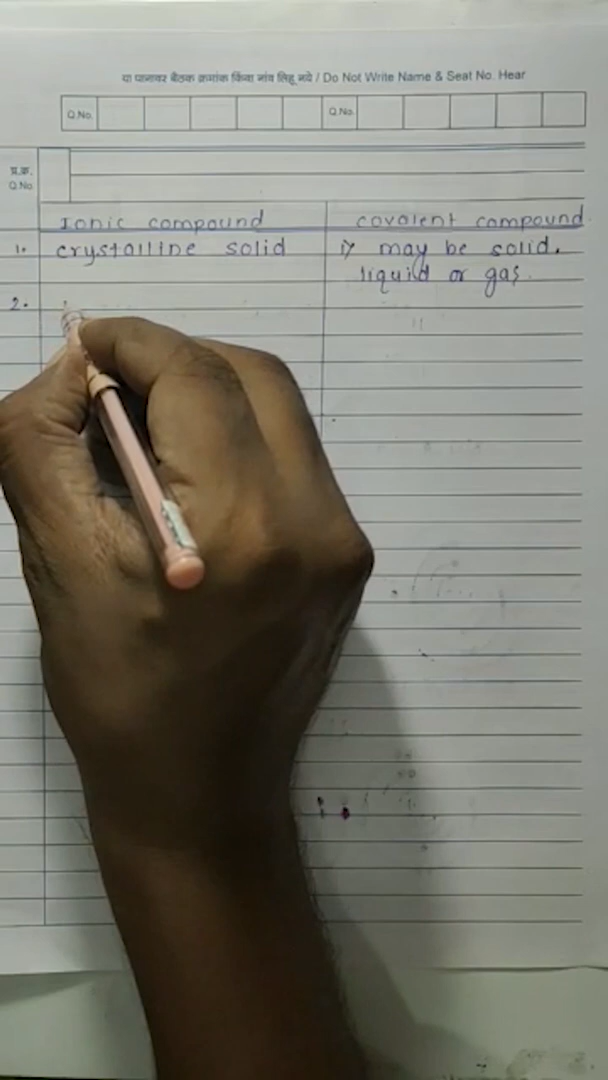 या पानावर बैठक क्रमांक किंवा नांव लिहू नये / Do Not Write Name & Seat No. Hear
Q.No. Q.No.
प्र.क्र.
Q.No.
Ionic compound covalent compound
1. crystalline solid it may be solid.
liquid or gas.
2.